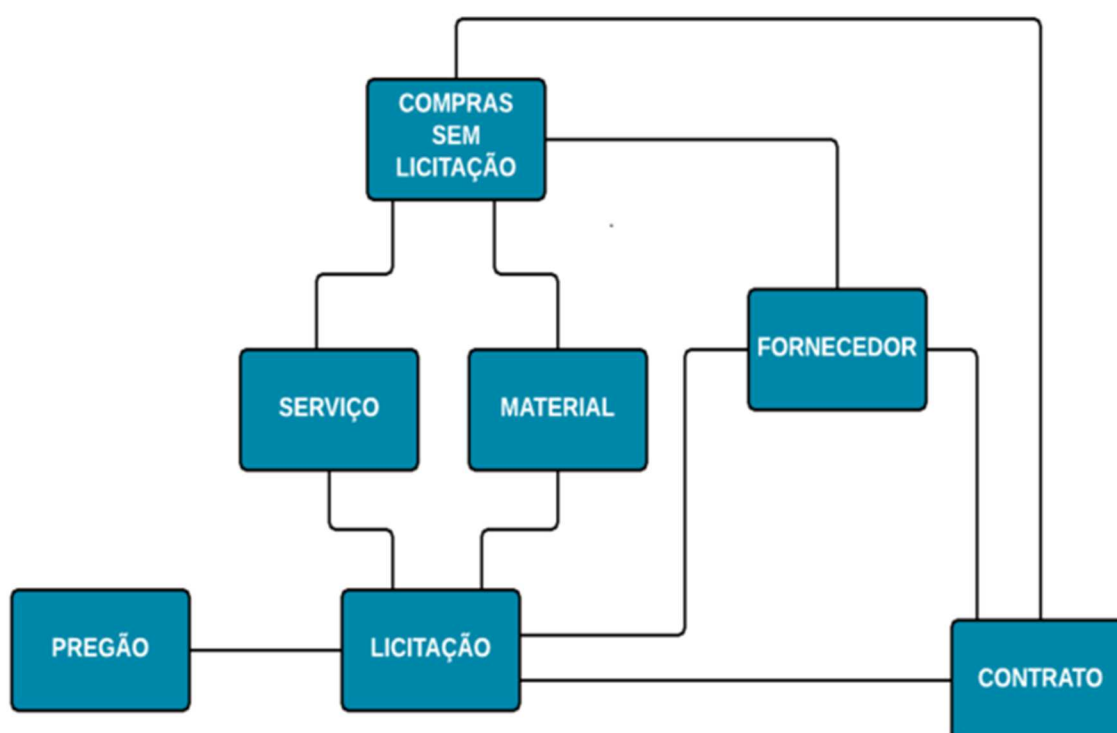 COMPRAS
SEM
LICITAÇÃO
FORNECEDOR
SERVIÇO
MATERIAL
PREGÃO
LICITAÇÃO
CONTRATO